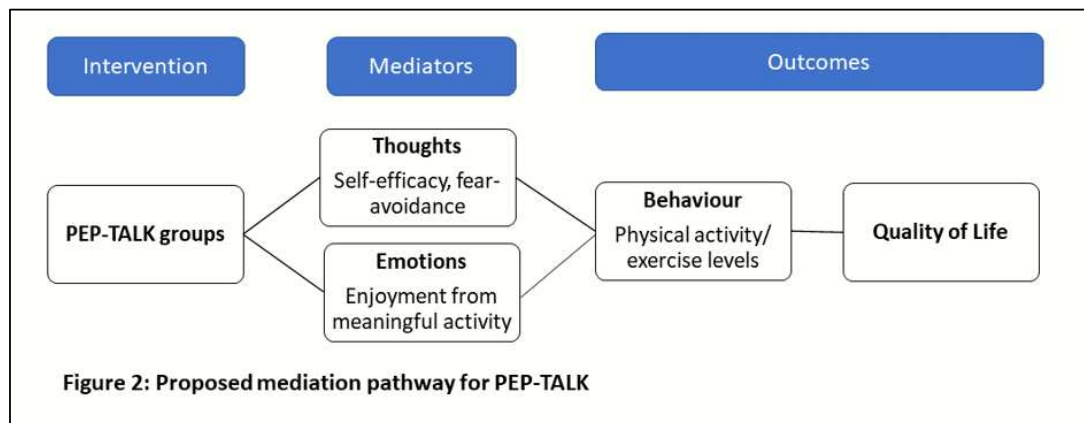 Intervention
Mediators
Outcomes
Thoughts
Self-efficacy, fear-
avoidance
PEP-TALK groups
Emotions
Enjoyment from
meaningful activity
Behaviour
Physical activity/
exercise levels
Quality of Life
Figure 2: Proposed mediation pathway for PEP-TALK